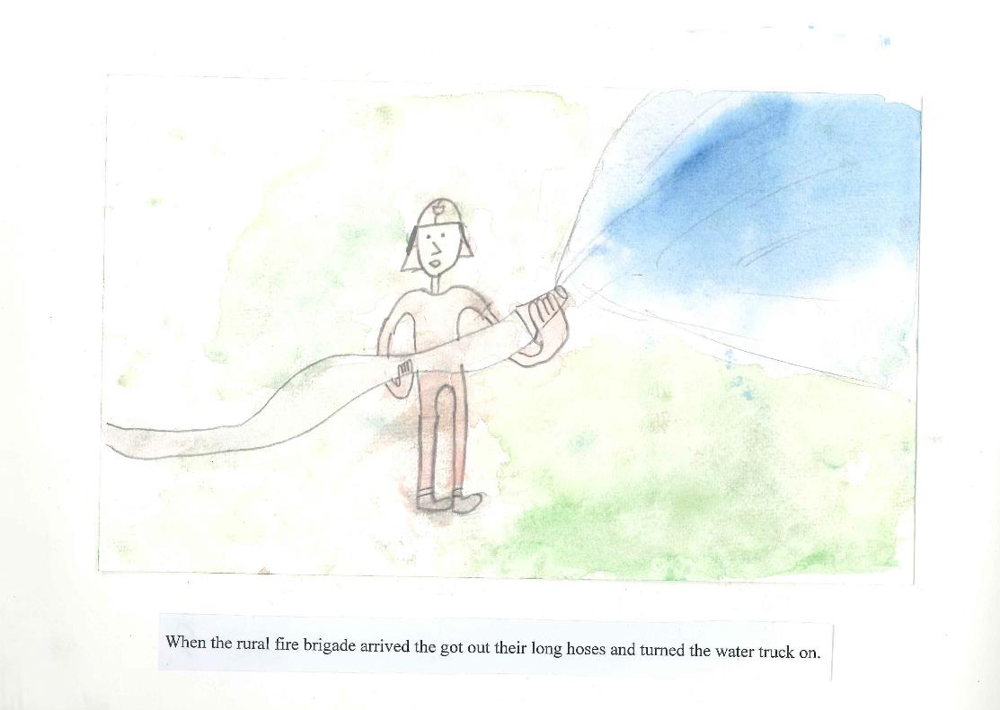 When the rural fire brigade arrived the got out their long hoses and turned the water truck on.